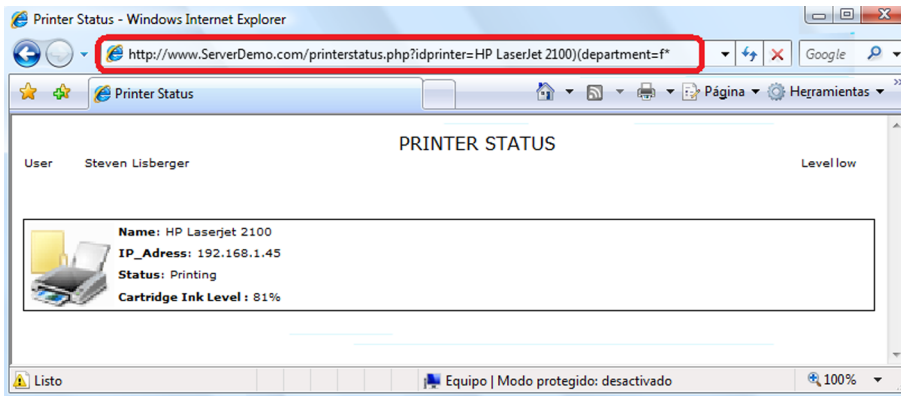 Printer Status - Windows Internet Explorer
http://www.ServerDemo.com/printerstatus.php?idprinter=HP LaserJet 2100)(department=f*
Google
Printer Status
Página
Herramientas
PRINTER STATUS
User Steven Lisberger Level low
Name: HP Laserjet 2100
IP_Adress: 192.168.1.45
Status: Printing
Cartridge Ink Level : 81%
Listo
Equipo | Modo protegido: desactivado
100%